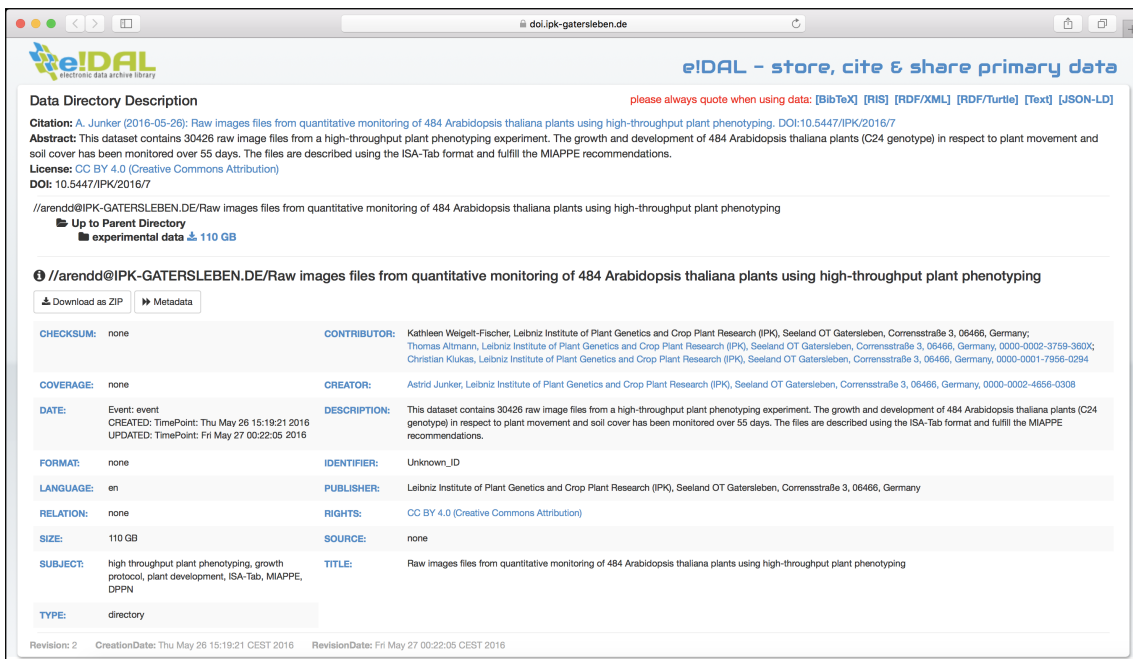 doi.ipk-gatersleben.de
e!DAL
electronic data archive library
e!DAL - store, cite & share primary data
Data Directory Description
please always quote when using data: [BibTeX] [RIS] [RDF/XML] [RDF/Turtle] [Text] [JSON-LD]
Citation: A. Junker (2016-05-26): Raw images files from quantitative monitoring of 484 Arabidopsis thaliana plants using high-throughput plant phenotyping. DOI:10.5447/IPK/2016/7
Abstract: This dataset contains 30426 raw image files from a high-throughput plant phenotyping experiment. The growth and development of 484 Arabidopsis thaliana plants (C24 genotype) in respect to plant movement and
soil cover has been monitored over 55 days. The files are described using the ISA-Tab format and fulfill the MIAPPE recommendations.
License: CC BY 4.0 (Creative Commons Attribution)
DOI: 10.5447/IPK/2016/7
//arendd@IPK-GATERSLEBEN.DE/Raw images files from quantitative monitoring of 484 Arabidopsis thaliana plants using high-throughput plant phenotyping
Up to Parent Directory
experimental data 110 GB
//arendd@IPK-GATERSLEBEN.DE/Raw images files from quantitative monitoring of 484 Arabidopsis thaliana plants using high-throughput plant phenotyping
Download as ZIP Metadata
CHECKSUM: none
CONTRIBUTOR: Kathleen Weigelt-Fischer, Leibniz Institute of Plant Genetics and Crop Plant Research (IPK), Seeland OT Gatersleben, Corrensstraße 3, 06466, Germany;
Thomas Altmann, Leibniz Institute of Plant Genetics and Crop Plant Research (IPK), Seeland OT Gatersleben, Corrensstraße 3, 06466, Germany, 0000-0002-3759-360X;
Christian Klukas, Leibniz Institute of Plant Genetics and Crop Plant Research (IPK), Seeland OT Gatersleben, Corrensstraße 3, 06466, Germany, 0000-0001-7956-0294
COVERAGE: none
CREATOR: Astrid Junker, Leibniz Institute of Plant Genetics and Crop Plant Research (IPK), Seeland OT Gatersleben, Corrensstraße 3, 06466, Germany, 0000-0002-4656-0308
DATE: Event: event
CREATED: TimePoint: Thu May 26 15:19:21 2016
UPDATED: TimePoint: Fri May 27 00:22:05 2016
DESCRIPTION: This dataset contains 30426 raw image files from a high-throughput plant phenotyping experiment. The growth and development of 484 Arabidopsis thaliana plants (C24
genotype) in respect to plant movement and soil cover has been monitored over 55 days. The files are described using the ISA-Tab format and fulfill the MIAPPE
recommendations.
FORMAT: none
IDENTIFIER: Unknown_ID
LANGUAGE: en
PUBLISHER: Leibniz Institute of Plant Genetics and Crop Plant Research (IPK), Seeland OT Gatersleben, Corrensstraße 3, 06466, Germany
RELATION: none
RIGHTS: CC BY 4.0 (Creative Commons Attribution)
SIZE: 110 GB
SOURCE: none
SUBJECT: high throughput plant phenotyping, growth
protocol, plant development, ISA-Tab, MIAPPE,
DPPN
TITLE: Raw images files from quantitative monitoring of 484 Arabidopsis thaliana plants using high-throughput plant phenotyping
TYPE: directory
Revision: 2 CreationDate: Thu May 26 15:19:21 CEST 2016 RevisionDate: Fri May 27 00:22:05 CEST 2016